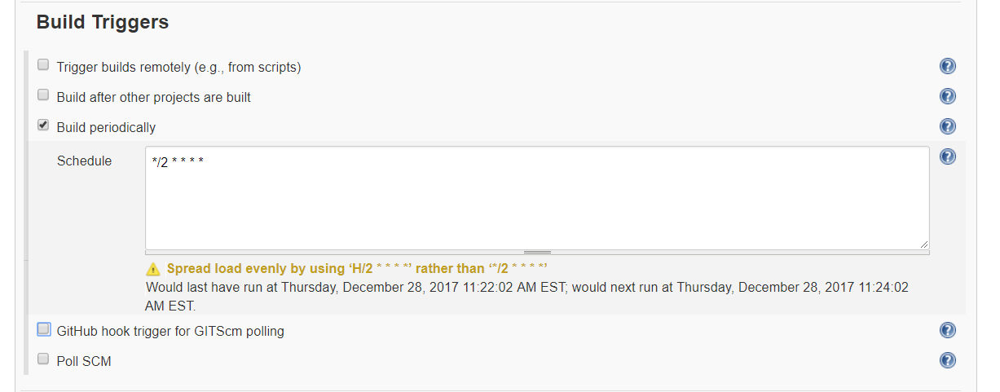 Build Triggers
Trigger builds remotely (e.g., from scripts)
Build after other projects are built
Build periodically
Schedule
*/2 * * * *
Spread load evenly by using ‘H/2 * * * *’ rather than ‘*/2 * * * *’
Would last have run at Thursday, December 28, 2017 11:22:02 AM EST; would next run at Thursday, December 28, 2017 11:24:02
AM EST.
GitHub hook trigger for GITScm polling
Poll SCM